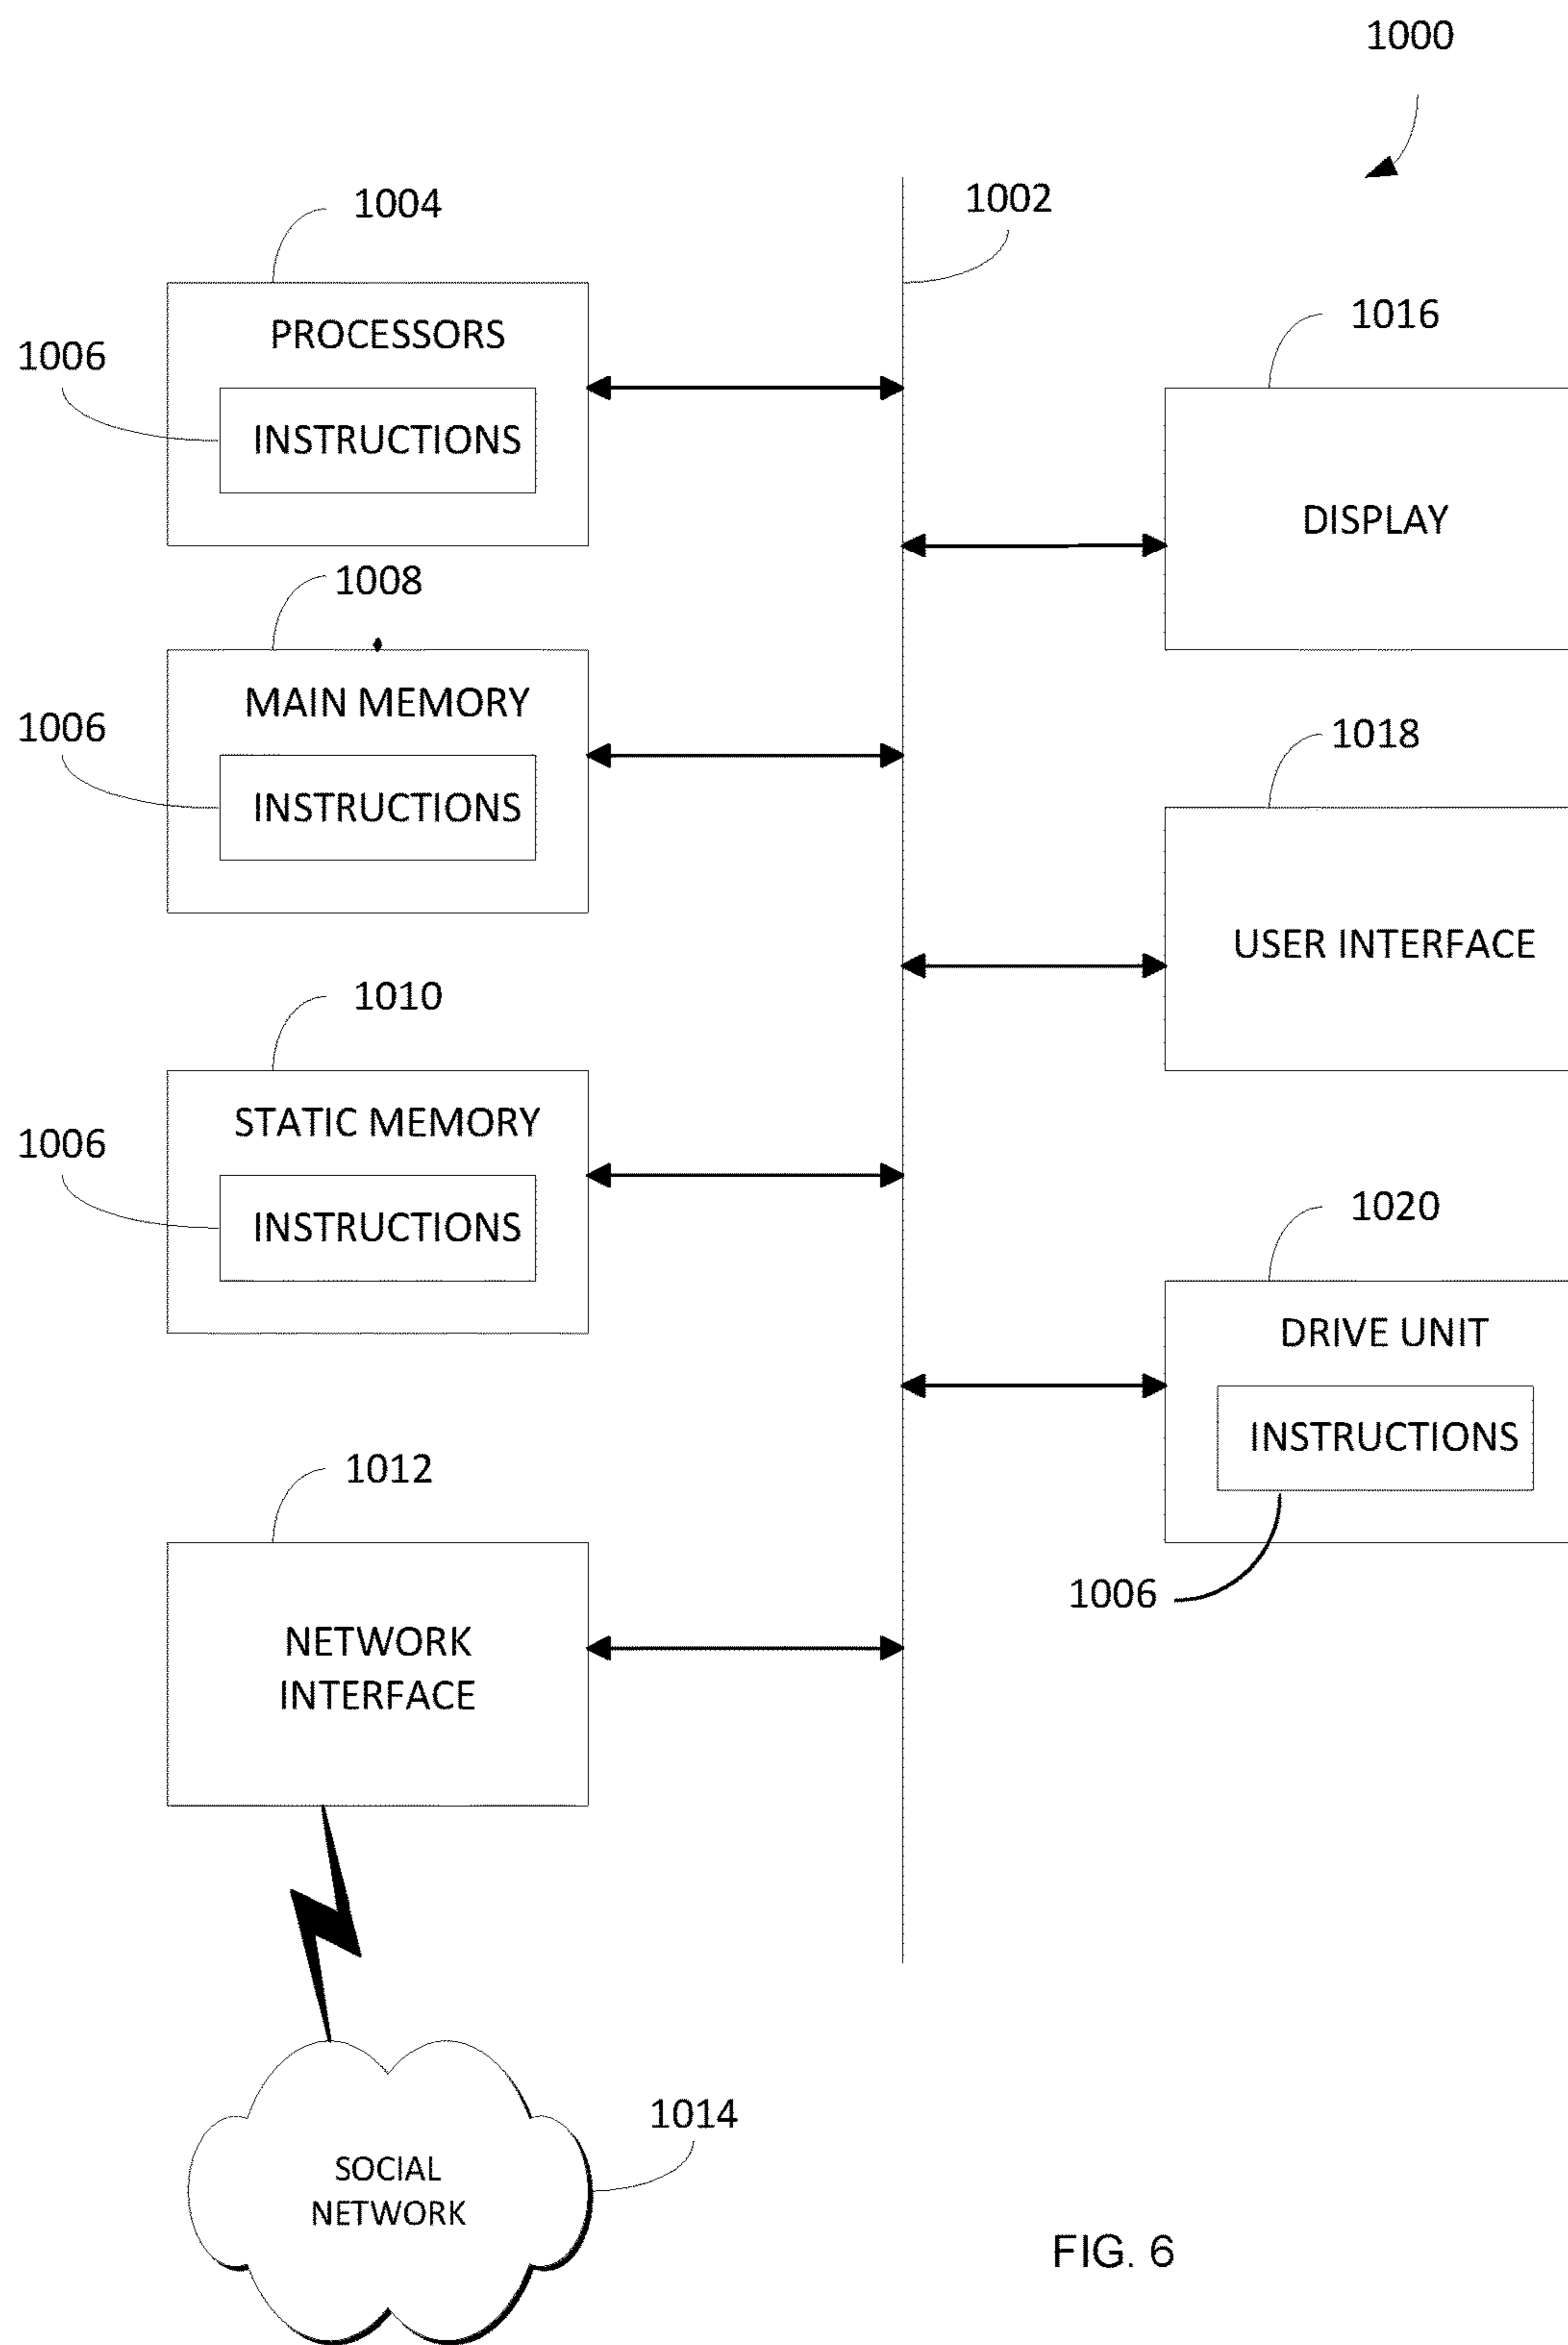 1000
1004
1002
PROCESSORS
1016
1006
INSTRUCTIONS
DISPLAY
1008
MAIN MEMORY
1006
1018
INSTRUCTIONS
USER INTERFACE
1010
STATIC MEMORY
1006
1020
INSTRUCTIONS
DRIVE UNIT
INSTRUCTIONS
1012
1006
NETWORK
INTERFACE
1014
SOCIAL
NETWORK
FIG. 6